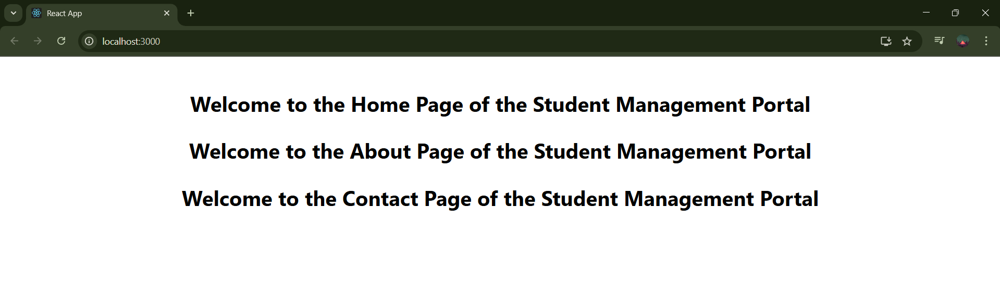 React App
localhost:3000
Welcome to the Home Page of the Student Management Portal
Welcome to the About Page of the Student Management Portal
Welcome to the Contact Page of the Student Management Portal